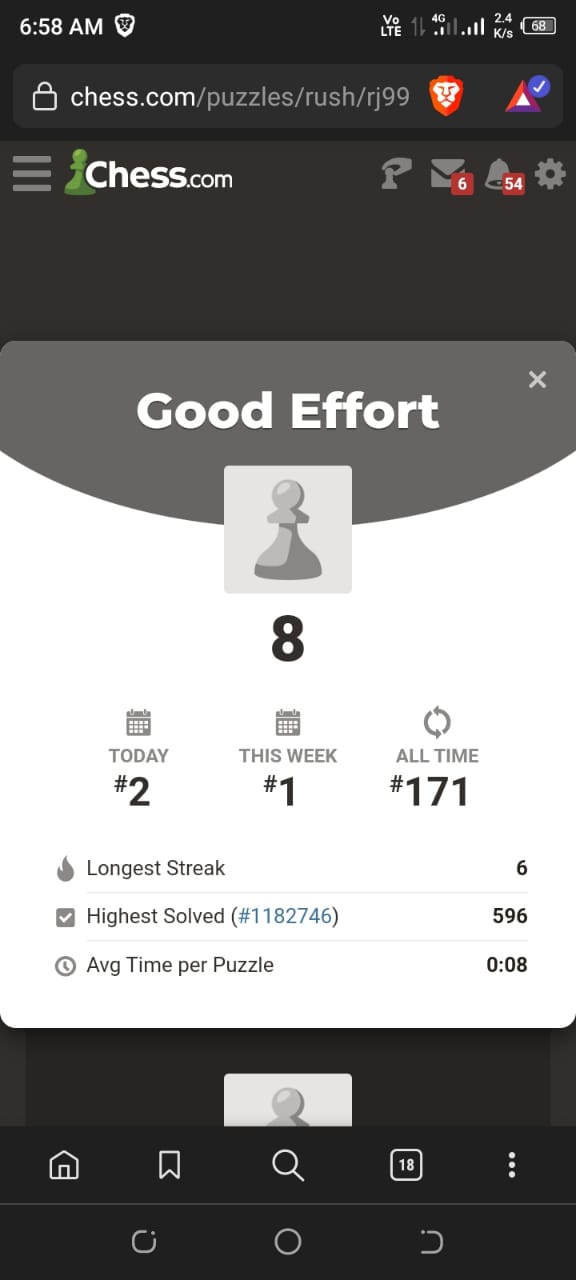 6:58 AM
Vo
LTE
4G
2.4
K/s
68
chess.com/puzzles/rush/rj99
Chess.com
6
54
Good Effort
8
TODAY
THIS WEEK
ALL TIME
#2
#1
#171
Longest Streak
6
Highest Solved (#1182746)
596
Avg Time per Puzzle
0:08
18